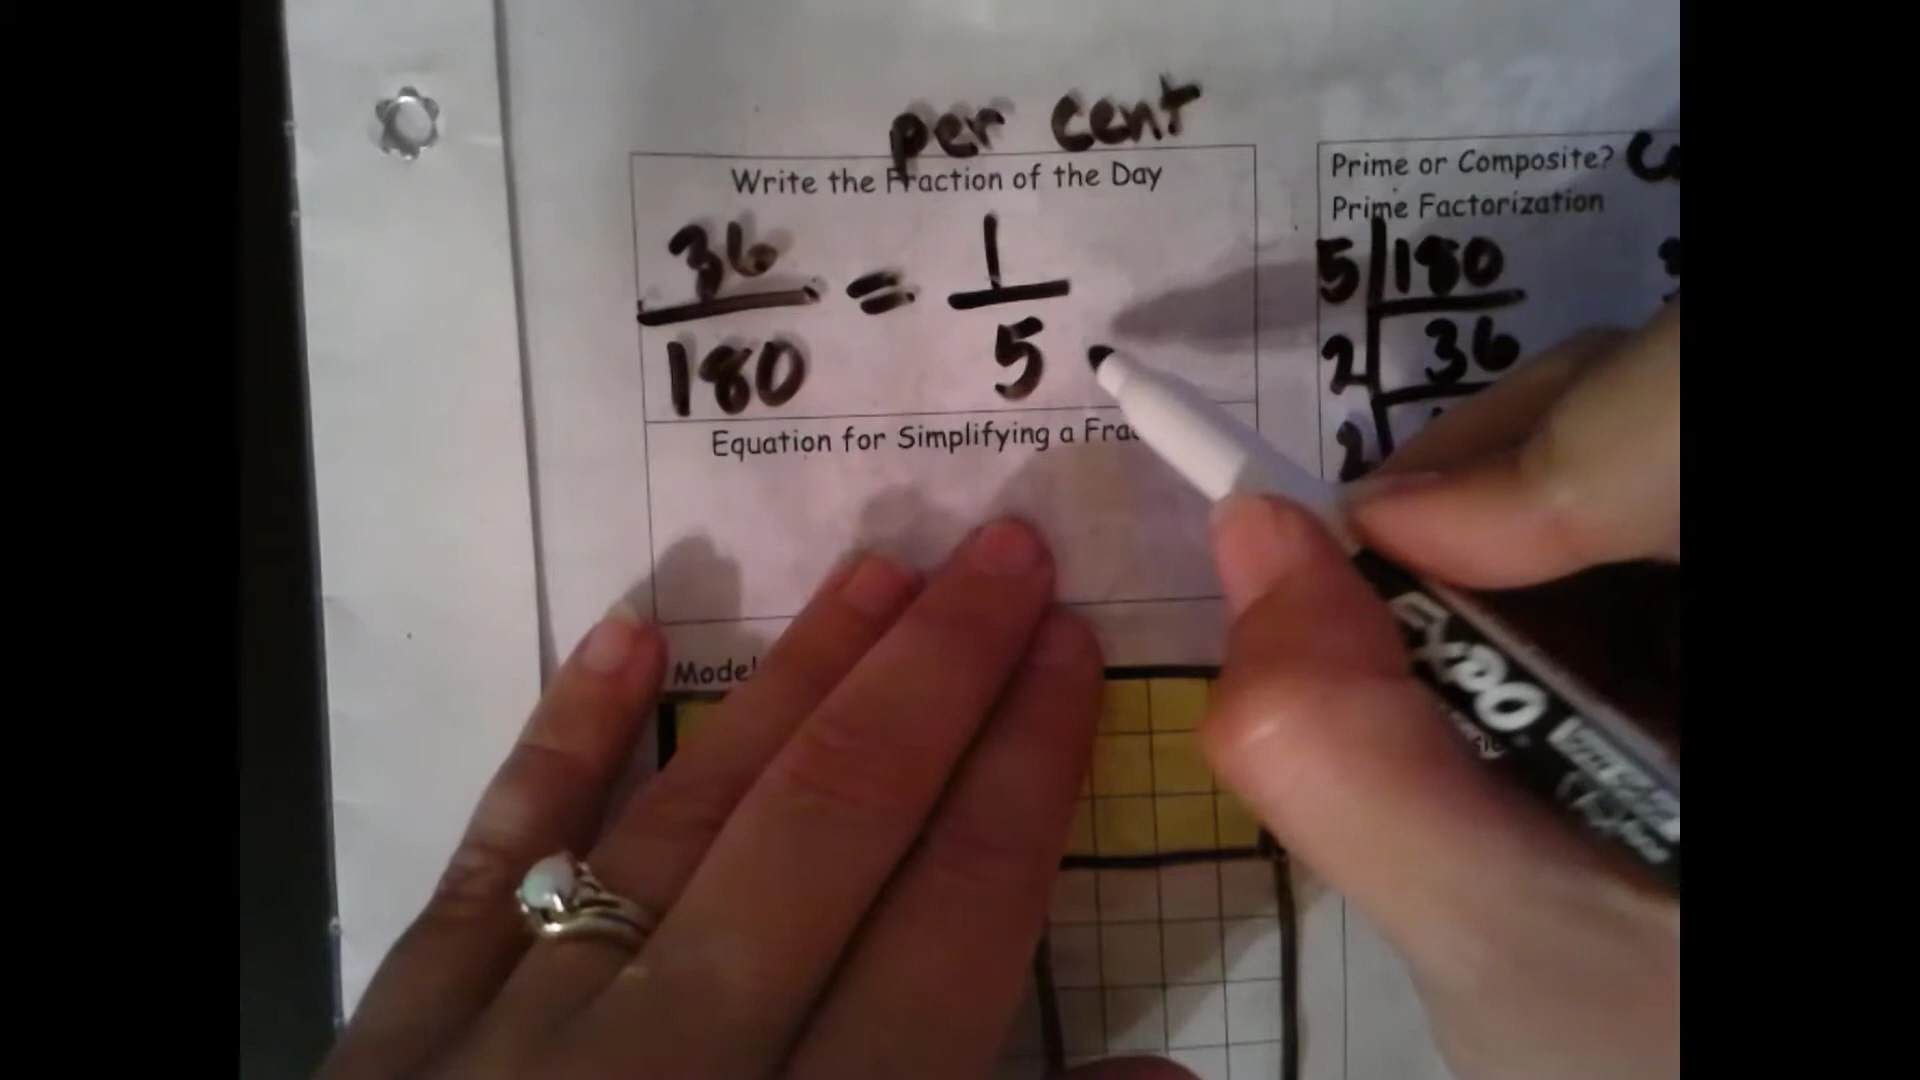 per cent
Write the Fraction of the Day
36
180
=
1
5
Equation for Simplifying a
Model
Prime or Composite?
Prime Factorization
5 180
2 36
2
EXPO